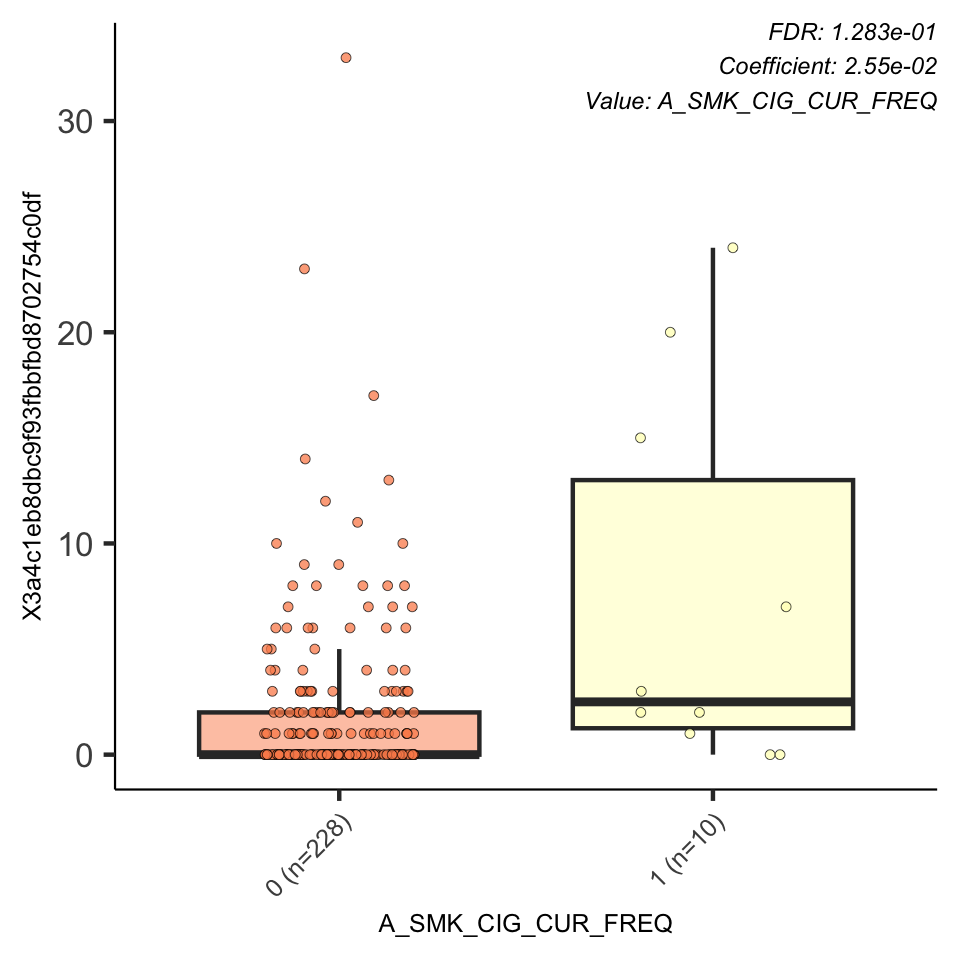 FDR: 1.283e-01
Coefficient: 2.55e-02
Value: A_SMK_CIG_CUR_FREQ
X3a4c1eb8dbc9f93fbbfbd8702754c0df
30
20
10
0
0 (n=228)
1 (n=10)
A_SMK_CIG_CUR_FREQ